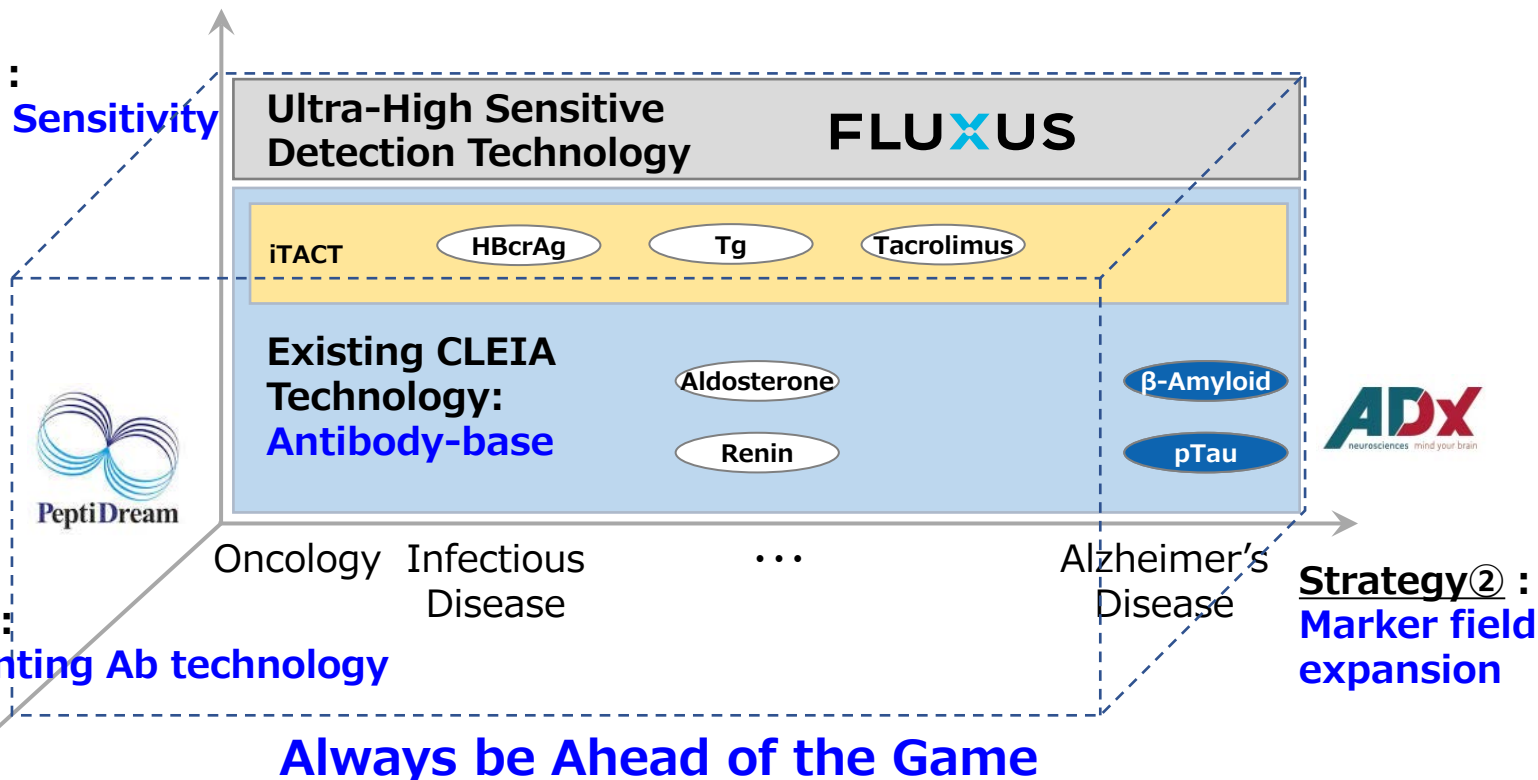 :
Sensitivity
Ultra-High Sensitive
Detection Technology
FLUXUS
iTACT
HBcrAg
Tg
Tacrolimus
Existing CLEIA
Technology:
Antibody-base
Aldosterone
Renin
β-Amyloid
pTau
PeptiDream
ADx
neurosciences mind your brain
Oncology
Infectious
Disease
･･･
Alzheimer's
Disease
Strategy② :
Marker field
expansion
:
nting Ab technology
Always be Ahead of the Game